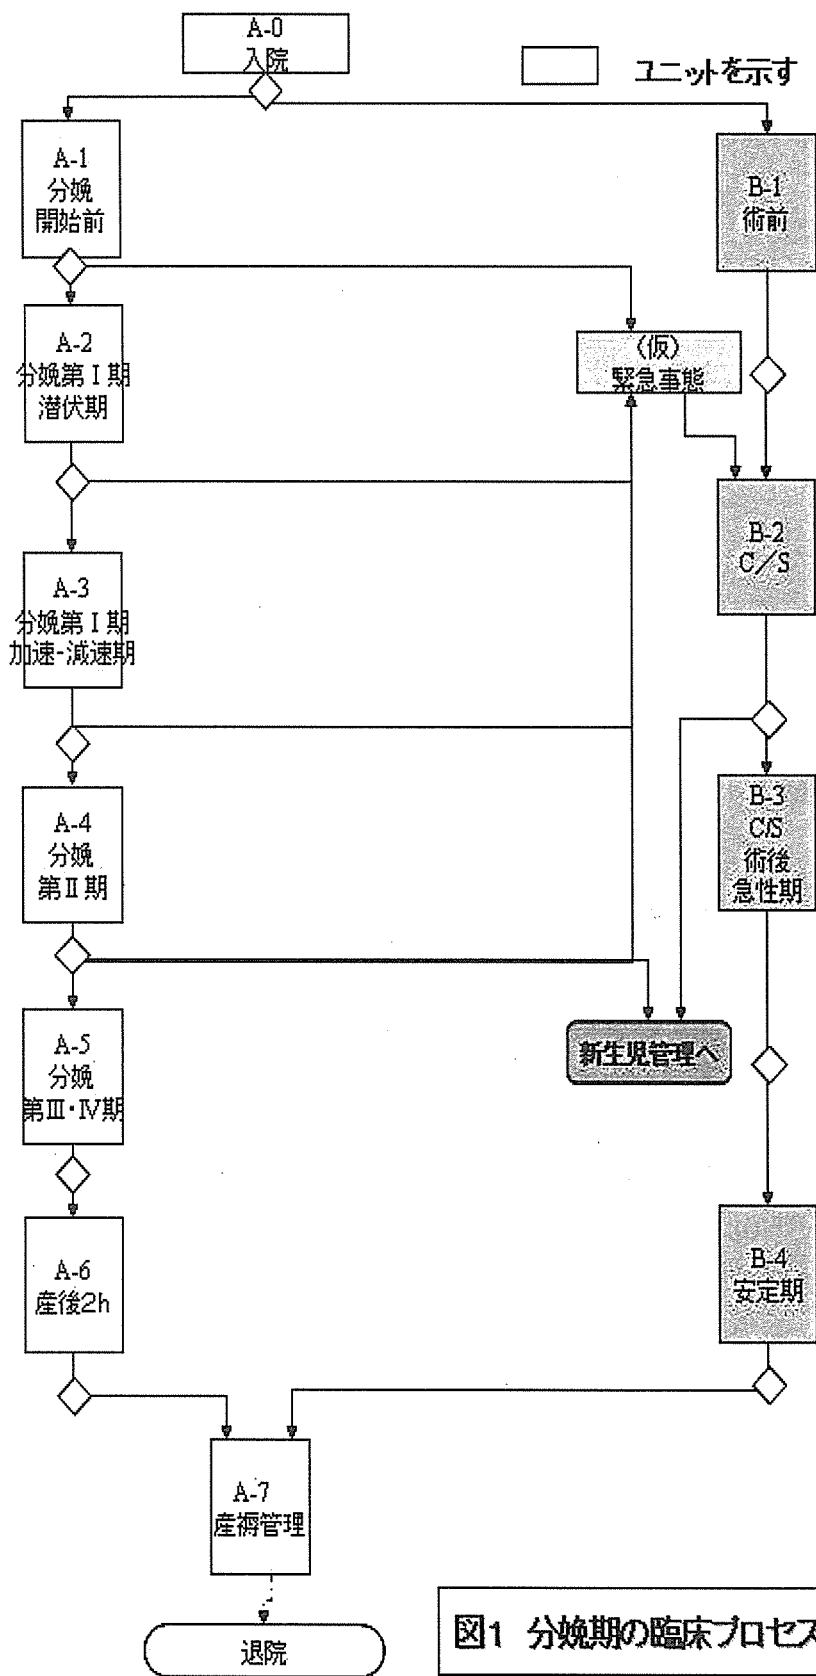 A-0
入院
ユニットを示す
A-1
分娩
開始前
B-1
術前
A-2
分娩第Ⅰ期
潜伏期
(仮)
緊急事態
B-2
C/S
A-3
分娩第Ⅰ期
加速-減速期
A-4
分娩
第Ⅱ期
B-3
C/S
術後
急性期
A-5
分娩
第Ⅲ・Ⅳ期
新生児管理へ
A-6
産後2h
B-4
安定期
A-7
産褥管理
退院
図1 分娩期の臨床プロセス